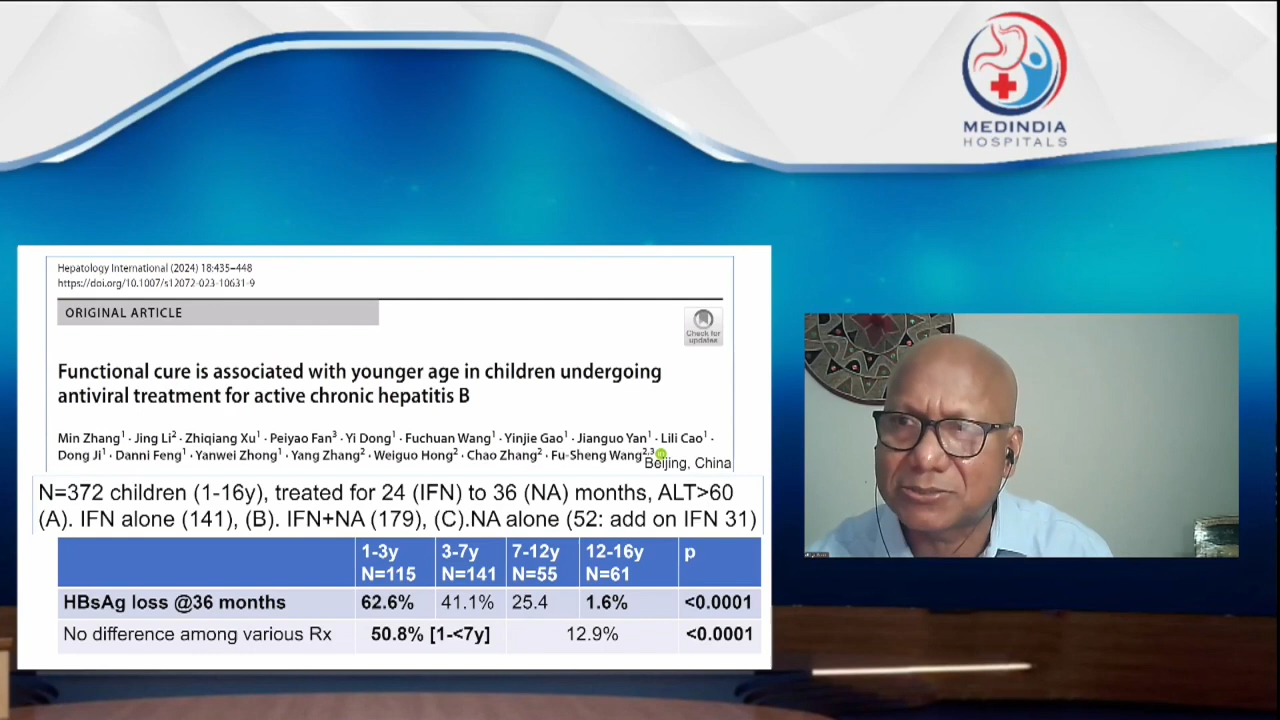 MEDINDIA
HOSPITALS
Hepatology International (2024) 18:435–448
https://doi.org/10.1007/s12072-023-10631-9
ORIGINAL ARTICLE
Check for
updates
Functional cure is associated with younger age in children undergoing
antiviral treatment for active chronic hepatitis B
Min Zhang1 · Jing Li2 · Zhiqiang Xu1 · Peiyao Fan3 · Yi Dong1 · Fuchuan Wang1 · Yinjie Gao1 · Jianguo Yan1 · Lili Cao1 ·
Dong Ji1 · Danni Feng1 · Yanwei Zhong1 · Yang Zhang2 · Weiguo Hong2 · Chao Zhang2 · Fu-Sheng Wang2,3
Beijing, China
N=372 children (1-16y), treated for 24 (IFN) to 36 (NA) months, ALT>60
(A). IFN alone (141), (B). IFN+NA (179), (C).NA alone (52: add on IFN 31)
1-3y 3-7y 7-12y 12-16y p
N=115 N=141 N=55 N=61
HBsAg loss @36 months 62.6% 41.1% 25.4 1.6% <0.0001
No difference among various Rx 50.8% [1-<7y] 12.9% <0.0001